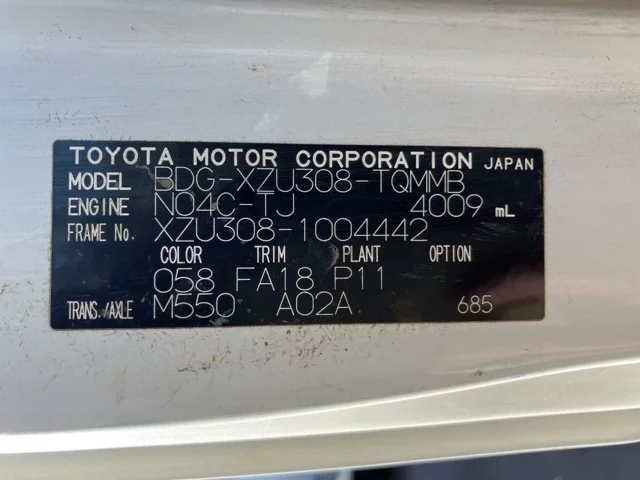 TOYOTA MOTOR CORPORATION JAPAN
MODEL BDG-XZU308-TQMMB
ENGINE N04C-TJ 4009 mL
FRAME No. XZU308-1004442
COLOR TRIM PLANT OPTION
058 FA18 P11
TRANS./AXLE M550 A02A 685